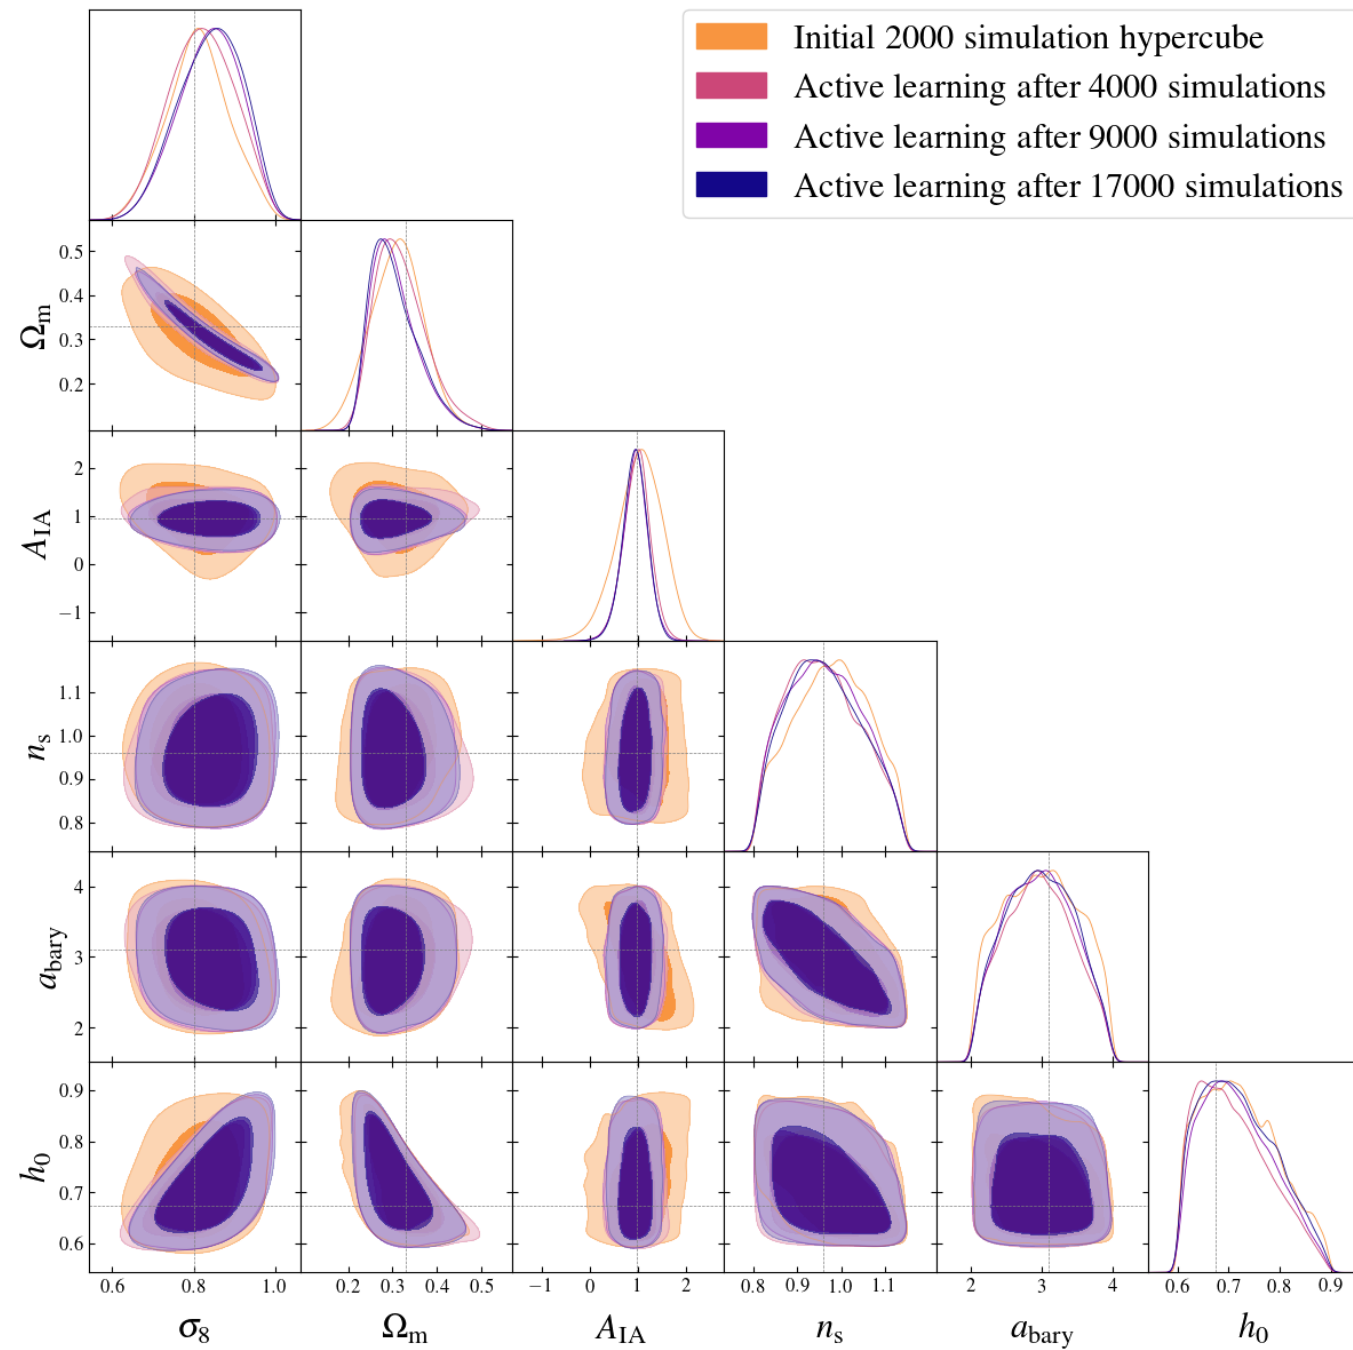 Initial 2000 simulation hypercube
Active learning after 4000 simulations
Active learning after 9000 simulations
Active learning after 17000 simulations
0.5
0.4
0.3
0.2
Ωm
2
1
0
−1
AIA
1.1
1.0
0.9
0.8
ns
4
3
2
abary
0.9
0.8
0.7
0.6
h0
0.6 0.8 1.0 0.2 0.3 0.4 0.5 −1 0 1 2 0.8 0.9 1.0 1.1 2 3 4 0.6 0.7 0.8 0.9
σ8 Ωm AIA ns abary h0